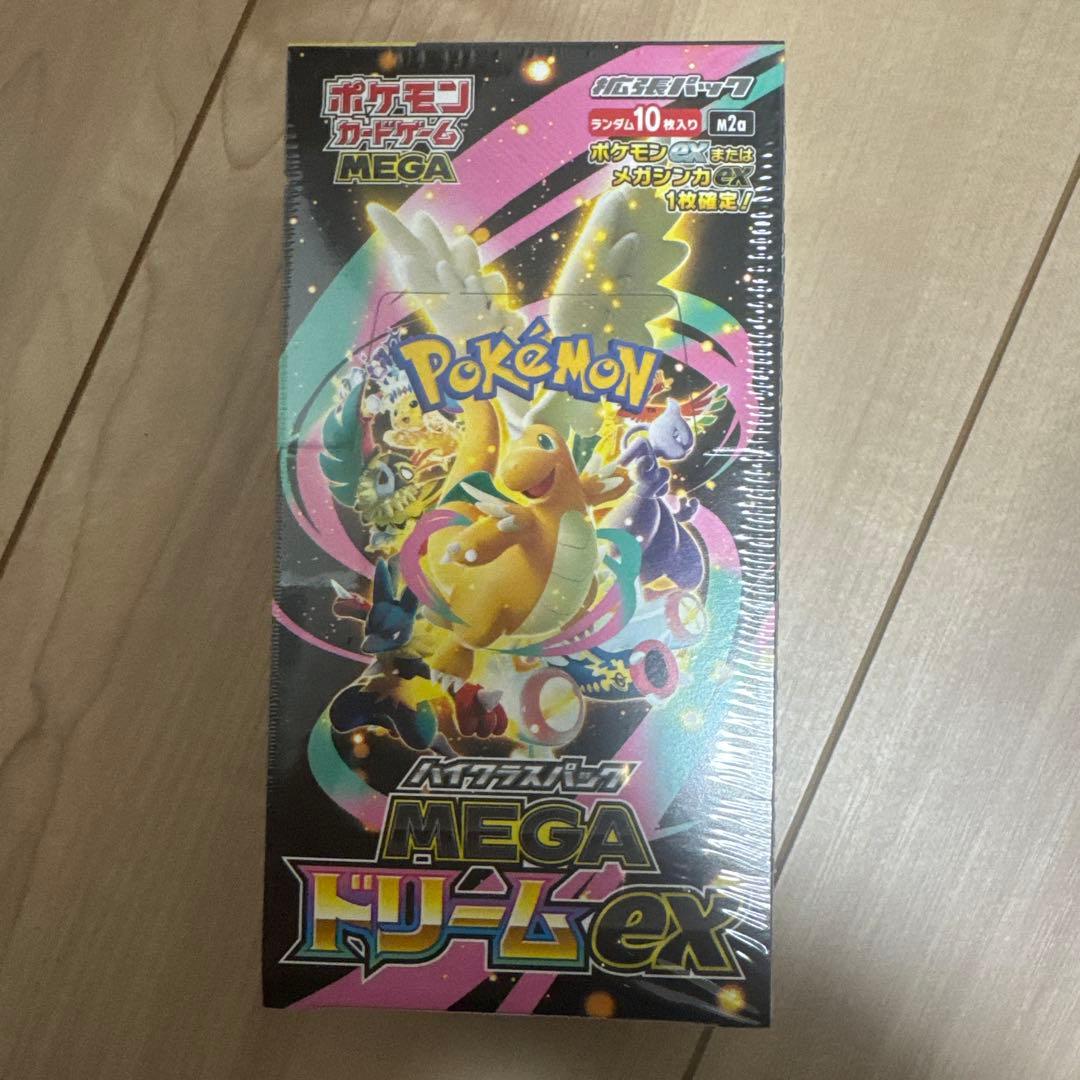 ポケモン
カードゲーム
MEGA
拡張パック
ランダム10枚入り M2a
ポケモンexまたは
メガシンカex
1枚確定!
POKéMON
TM
ハイクラスパック
MEGA
ドリームex